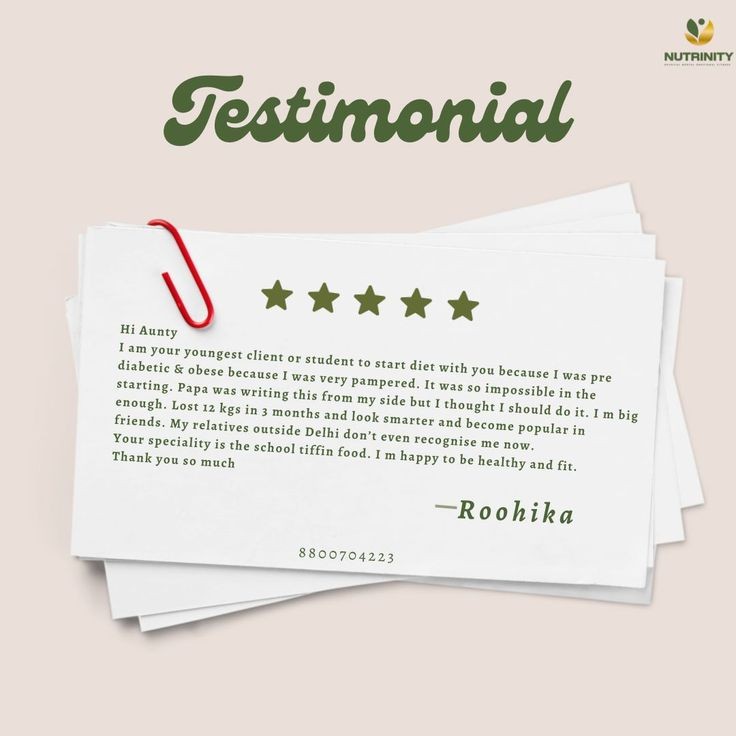 NUTRINITY
Testimonial
Hi Aunty
I am your youngest client or student to start diet with you because I was pre
diabetic & obese because I was very pampered. It was so impossible in the
starting. Papa was writing this from my side but I thought I should do it. I m big
enough. Lost 12 kgs in 3 months and look smarter and become popular in
friends. My relatives outside Delhi don't even recognise me now.
Your speciality is the school tiffin food. I m happy to be healthy and fit.
Thank you so much
—Roohika
8800704223